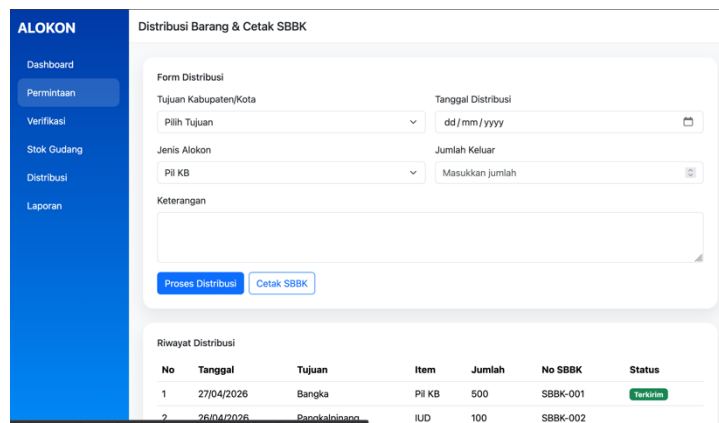 ALOKON
Distribusi Barang & Cetak SBBK
Dashboard
Permintaan
Verifikasi
Stok Gudang
Distribusi
Laporan
Form Distribusi
Tujuan Kabupaten/Kota Tanggal Distribusi
Pilih Tujuan dd/mm/yyyy
Jenis Alokon Jumlah Keluar
Pil KB Masukkan jumlah
Keterangan
Proses Distribusi Cetak SBBK
Riwayat Distribusi
No Tanggal Tujuan Item Jumlah No SBBK Status
1 27/04/2026 Bangka Pil KB 500 SBBK-001 Terkirim
2 26/04/2026 Pangkalpinang IUD 100 SBBK-002